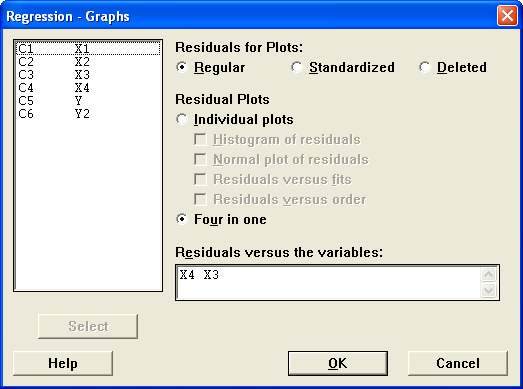 Regression - Graphs
C1 X1
C2 X2
C3 X3
C4 X4
C5 Y
C6 Y2
Residuals for Plots:
Regular Standardized Deleted
Residual Plots
Individual plots
Histogram of residuals
Normal plot of residuals
Residuals versus fits
Residuals versus order
Four in one
Residuals versus the variables:
X4 X3
Select
Help OK Cancel